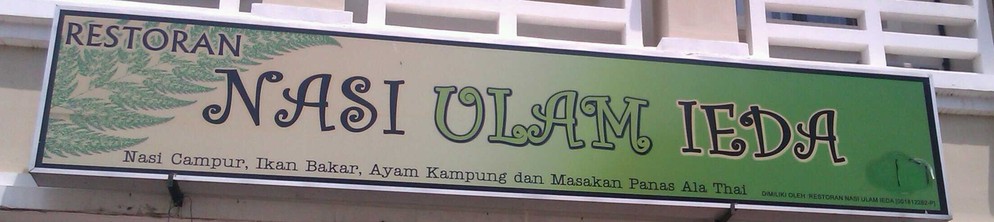 RESTORAN
NASI ULAM IEDA
Nasi Campur, Ikan Bakar, Ayam Kampung dan Masakan Panas Ala Thai
DIMILIKI OLEH: RESTORAN NASI ULAM IEDA